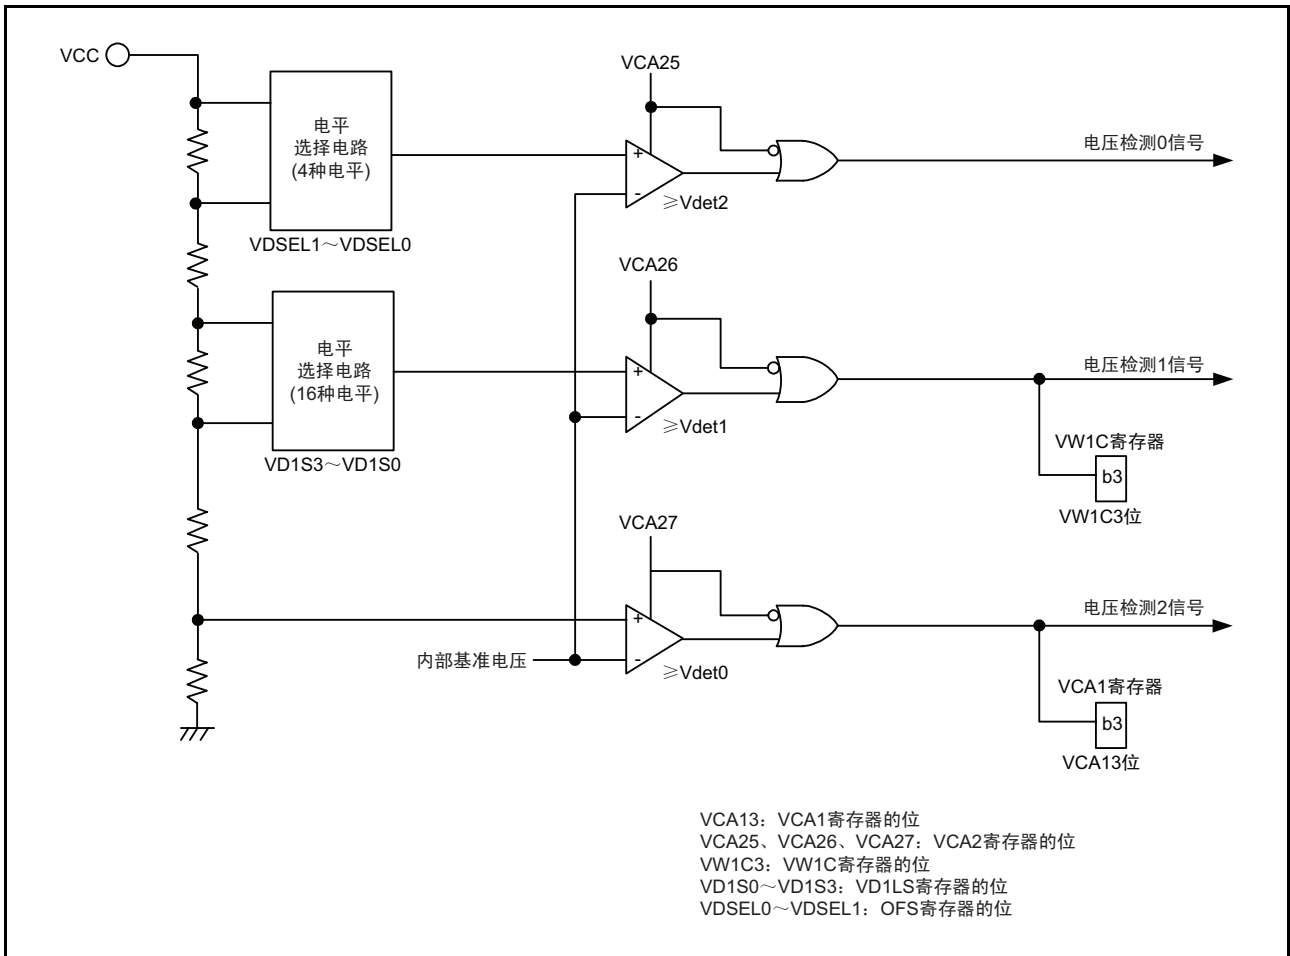 VCC
电平
选择电路
(4种电平)
VDSEL1～VDSEL0
VCA25
+
-
≥Vdet2
电压检测0信号
电平
选择电路
(16种电平)
VD1S3～VD1S0
VCA26
+
-
≥Vdet1
电压检测1信号
VW1C寄存器
b3
VW1C3位
VCA27
+
-
内部基准电压
≥Vdet0
电压检测2信号
VCA1寄存器
b3
VCA13位
VCA13：VCA1寄存器的位
VCA25、VCA26、VCA27：VCA2寄存器的位
VW1C3：VW1C寄存器的位
VD1S0～VD1S3：VD1LS寄存器的位
VDSEL0～VDSEL1：OFS寄存器的位